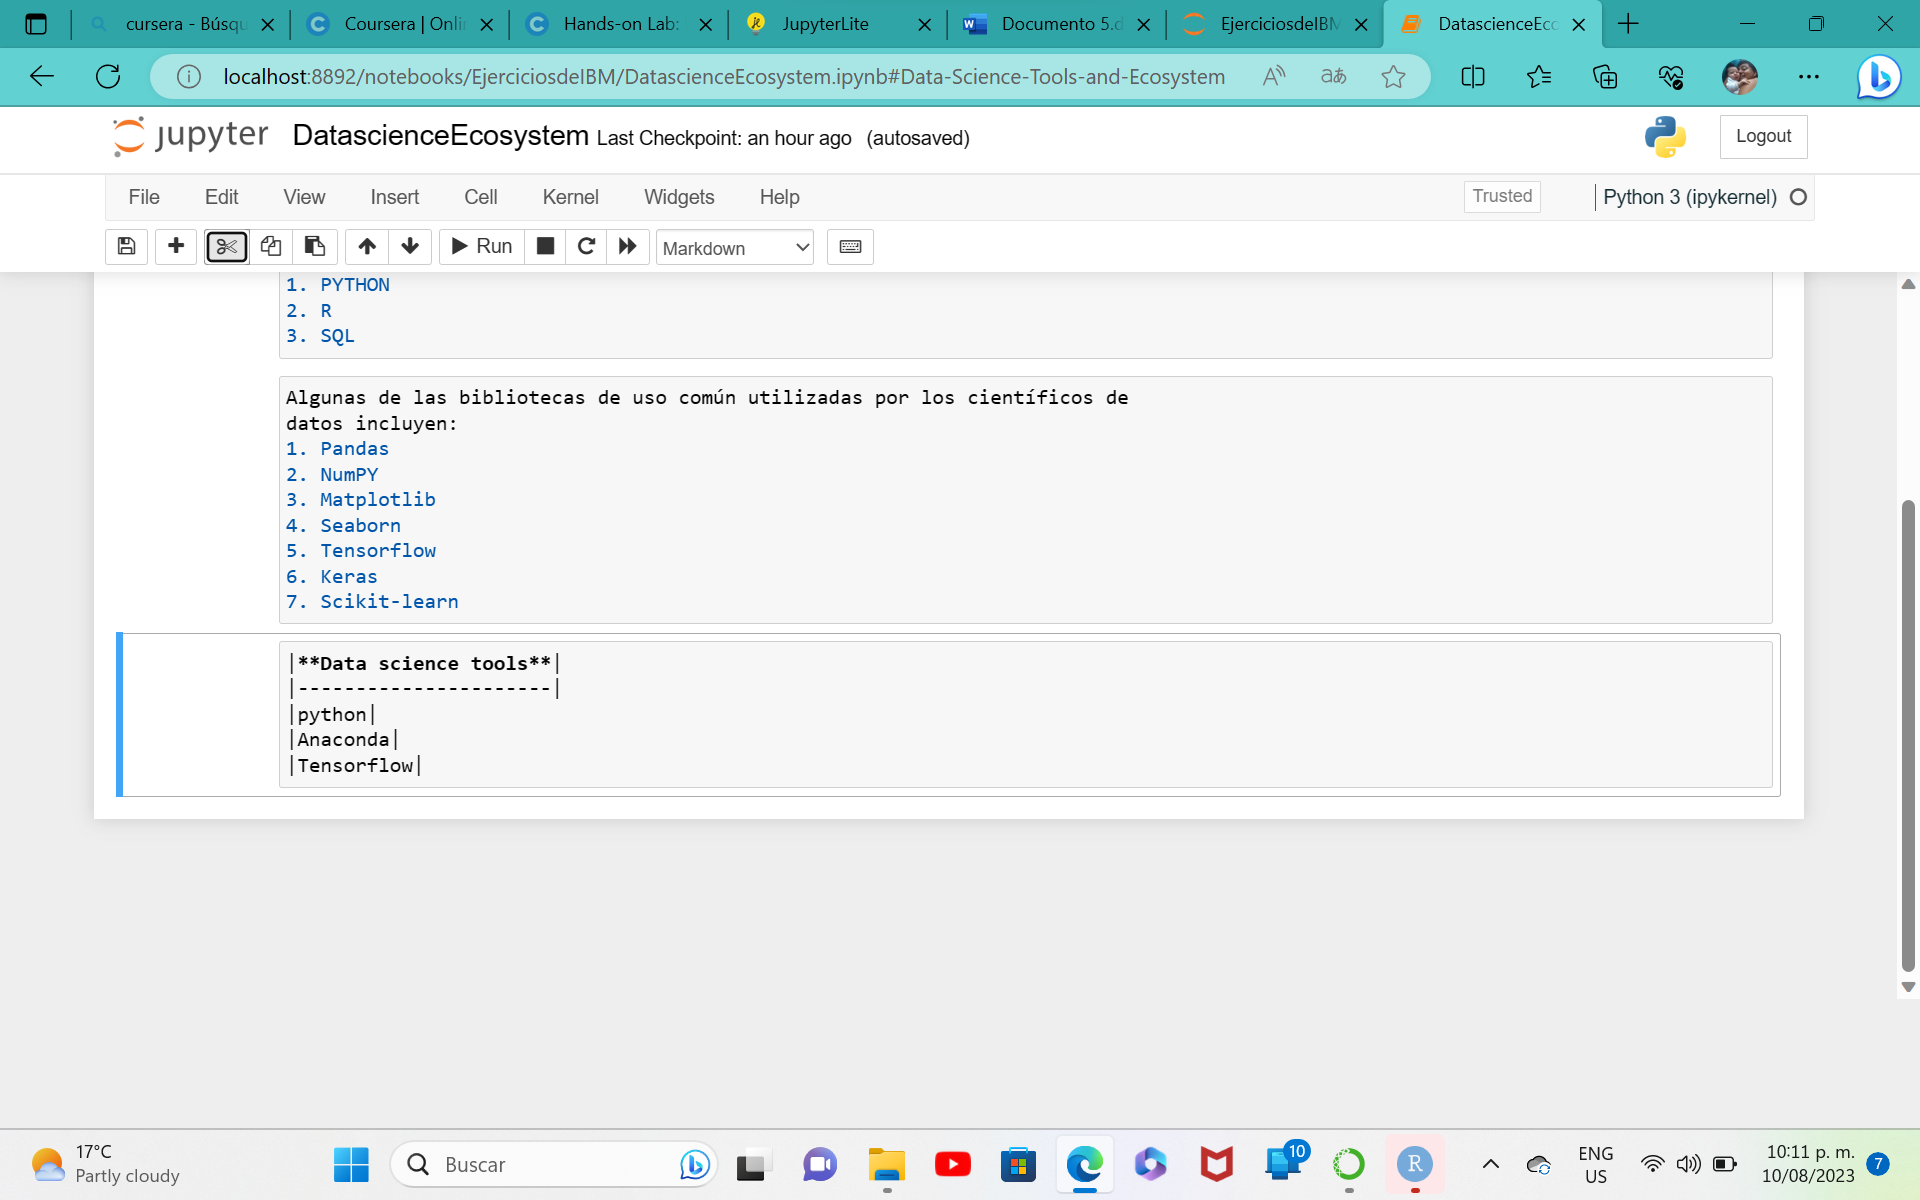 cursera - Búsqu
Coursera | Onli
Hands-on Lab:
JupyterLite
Documento 5.d
EjerciciosdeIBM
DatascienceEco
localhost:8892/notebooks/EjerciciosdeIBM/DatascienceEcosystem.ipynb#Data-Science-Tools-and-Ecosystem
jupyter DatascienceEcosystem Last Checkpoint: an hour ago (autosaved)
Logout
File Edit View Insert Cell Kernel Widgets Help
Trusted
Python 3 (ipykernel)
Run
Markdown
1. PYTHON
2. R
3. SQL
Algunas de las bibliotecas de uso común utilizadas por los científicos de
datos incluyen:
1. Pandas
2. NumPY
3. Matplotlib
4. Seaborn
5. Tensorflow
6. Keras
7. Scikit-learn
|**Data science tools**|
|----------------------|
|python|
|Anaconda|
|Tensorflow|
17°C
Partly cloudy
Buscar
10
R
ENG
US
10:11 p. m.
10/08/2023
7